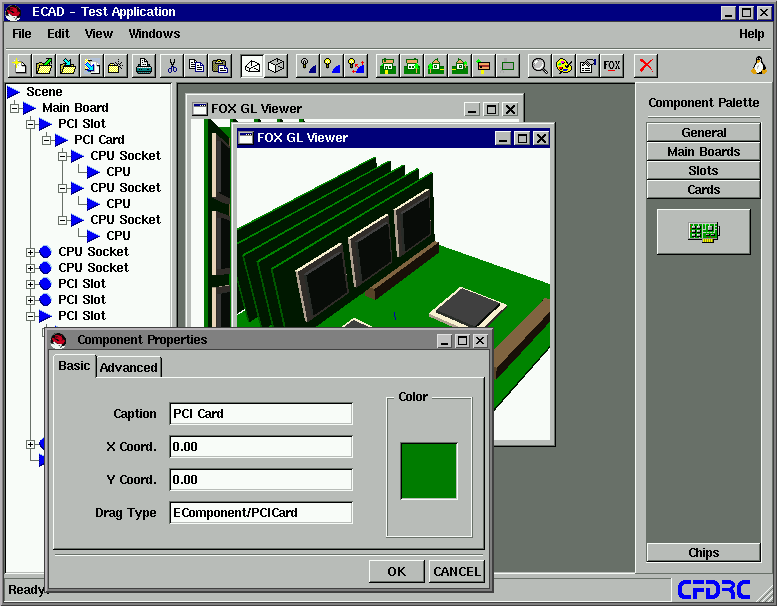 ECAD - Test Application
File Edit View Windows Help
FOX
Scene
Main Board
PCI Slot
PCI Card
CPU Socket
CPU
CPU Socket
CPU
CPU Socket
CPU
CPU Socket
CPU Socket
PCI Slot
PCI Slot
PCI Slot
FOX GL Viewer
FOX GL Viewer
Component Palette
General
Main Boards
Slots
Cards
Chips
Component Properties
Basic Advanced
Caption PCI Card
X Coord. 0.00
Y Coord. 0.00
Drag Type EComponent/PCICard
Color
OK CANCEL
Ready.
CFDRC